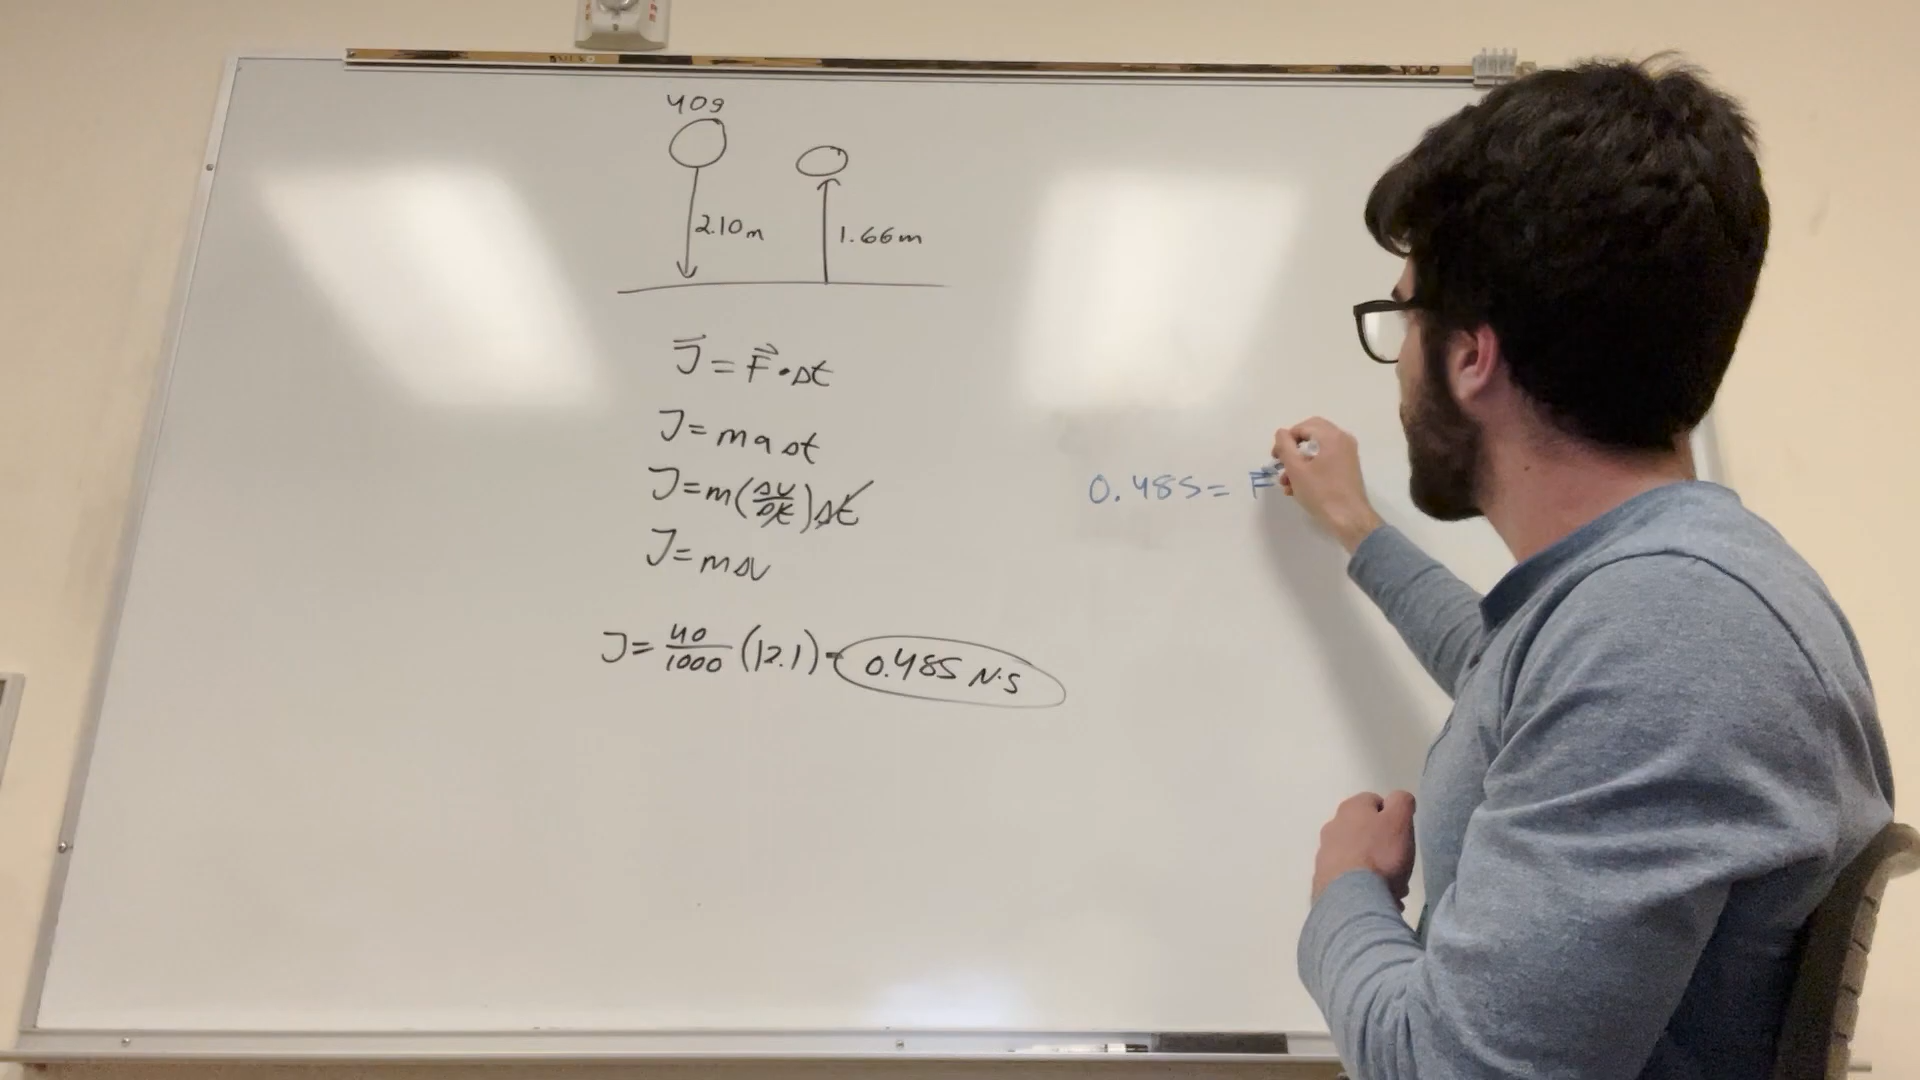 40g
2.10m
1.66m
J⃗ = F⃗ · Δt
J = m a Δt
J = m(Δv/Δt)Δt
J = mΔv
J = 40/1000 (12.1) = 0.485 N·s
0.485 = F